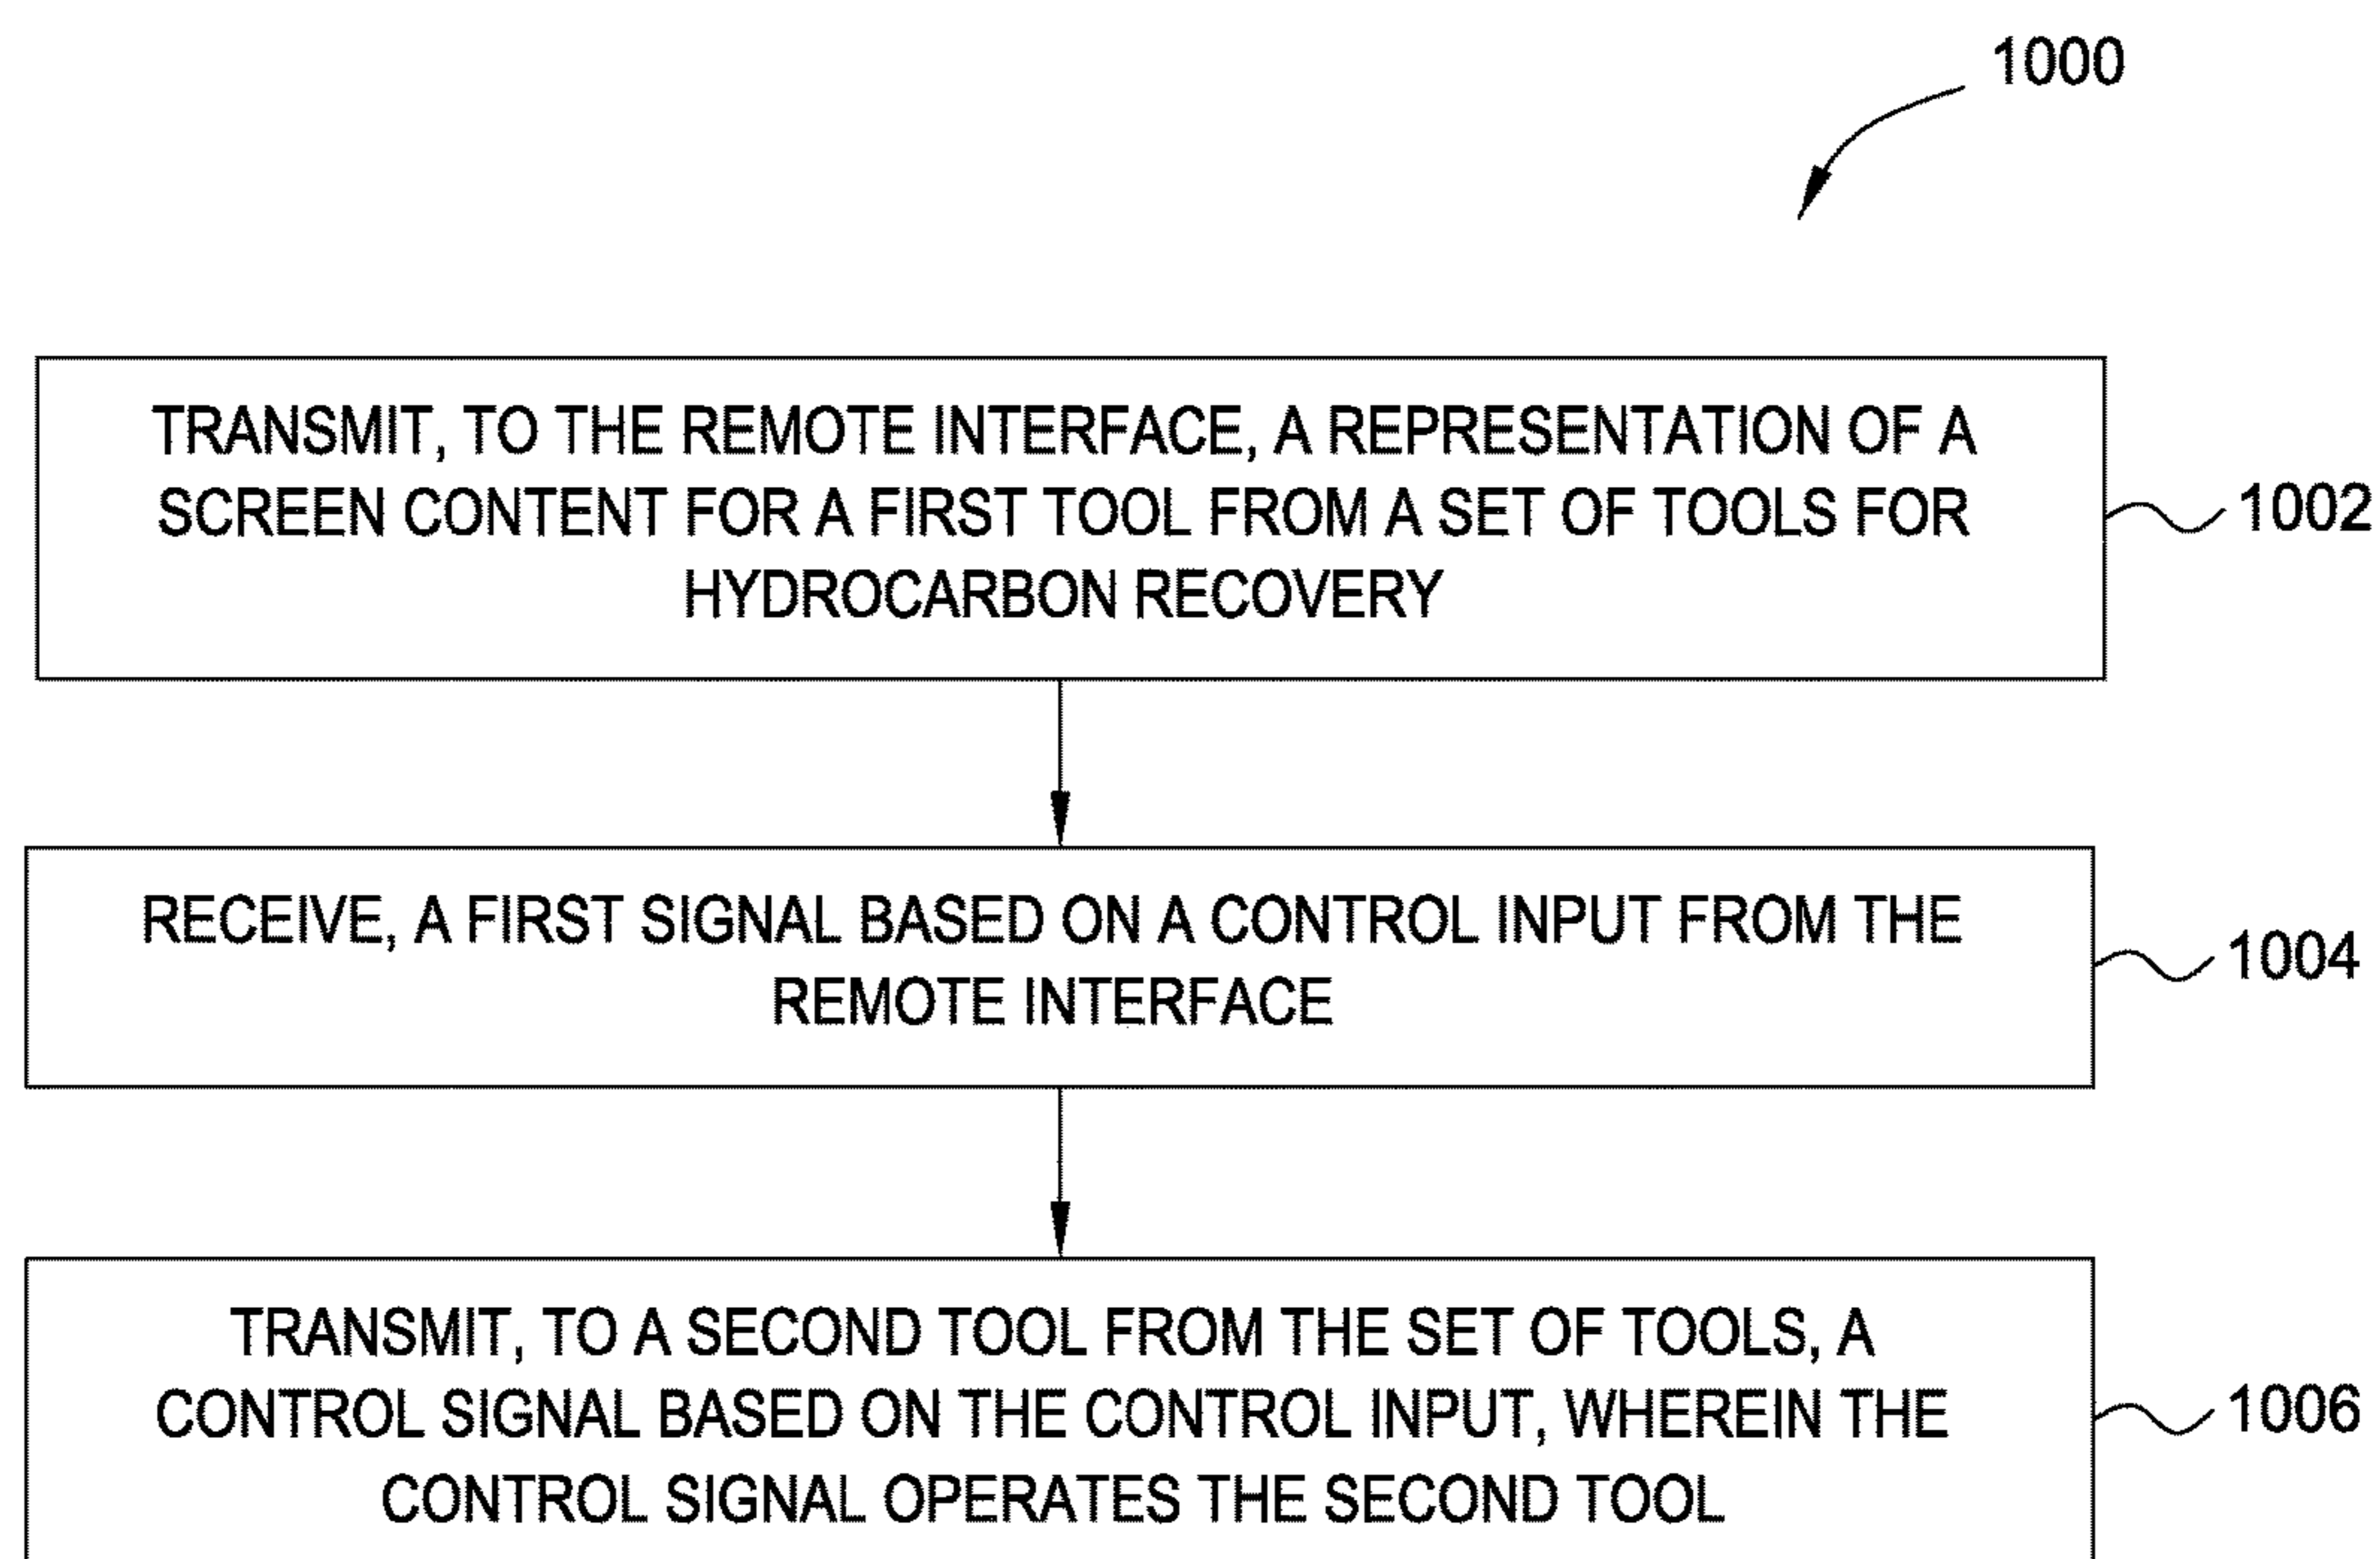 1000
TRANSMIT, TO THE REMOTE INTERFACE, A REPRESENTATION OF A
SCREEN CONTENT FOR A FIRST TOOL FROM A SET OF TOOLS FOR
HYDROCARBON RECOVERY
1002
RECEIVE, A FIRST SIGNAL BASED ON A CONTROL INPUT FROM THE
REMOTE INTERFACE
1004
TRANSMIT, TO A SECOND TOOL FROM THE SET OF TOOLS, A
CONTROL SIGNAL BASED ON THE CONTROL INPUT, WHEREIN THE
CONTROL SIGNAL OPERATES THE SECOND TOOL
1006